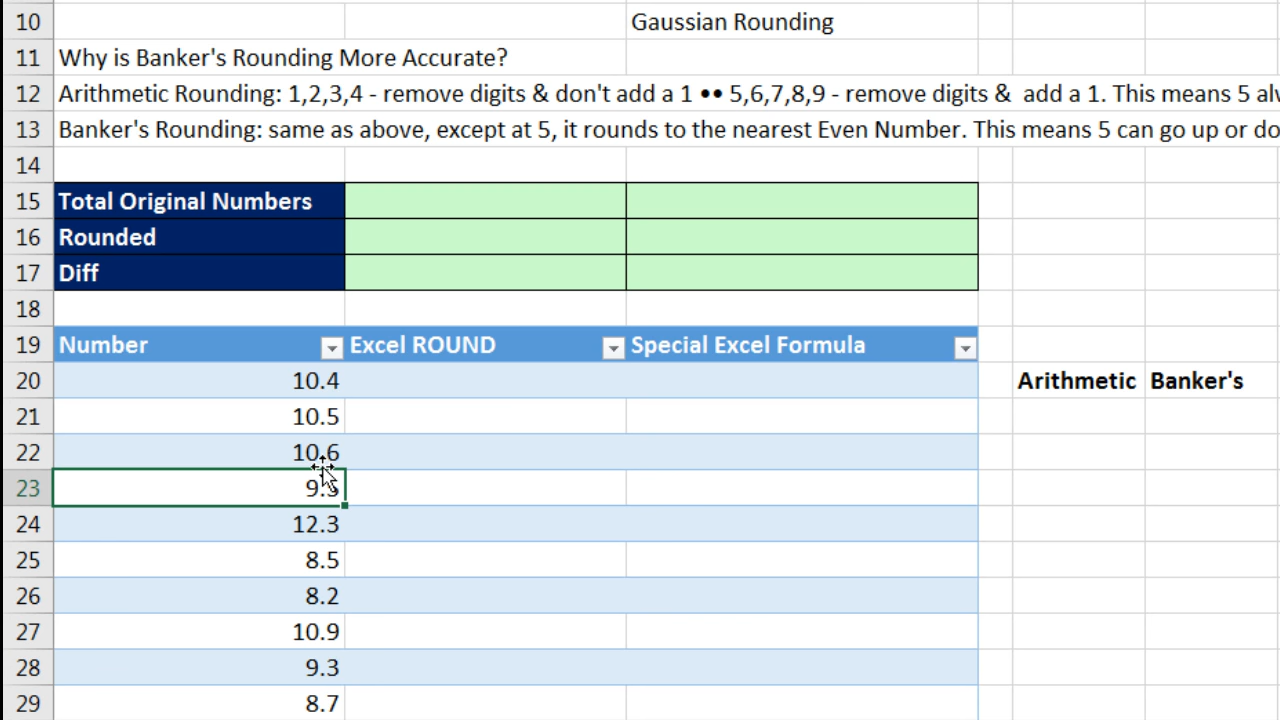 10 Gaussian Rounding
11 Why is Banker's Rounding More Accurate?
12 Arithmetic Rounding: 1,2,3,4 - remove digits & don't add a 1 •• 5,6,7,8,9 - remove digits & add a 1. This means 5
13 Banker's Rounding: same as above, except at 5, it rounds to the nearest Even Number. This means 5 can go up or
14
15 Total Original Numbers
16 Rounded
17 Diff
18
19 Number Excel ROUND Special Excel Formula
20 10.4 Arithmetic Banker's
21 10.5
22 10.6
23
24 12.3
25 8.5
26 8.2
27 10.9
28 9.3
29 8.7